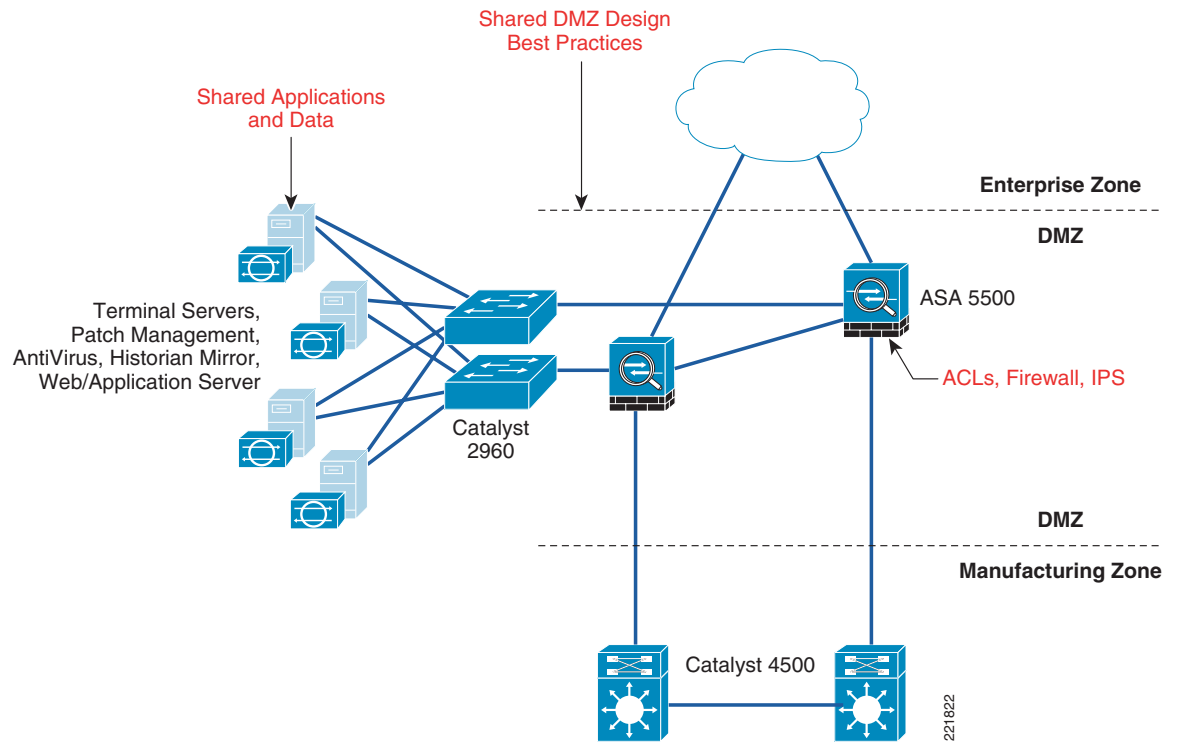 Shared DMZ Design
Best Practices
Shared Applications
and Data
Enterprise Zone
DMZ
ASA 5500
Terminal Servers,
Patch Management,
AntiVirus, Historian Mirror,
Web/Application Server
ACLs, Firewall, IPS
Catalyst
2960
DMZ
Manufacturing Zone
Catalyst 4500
221822